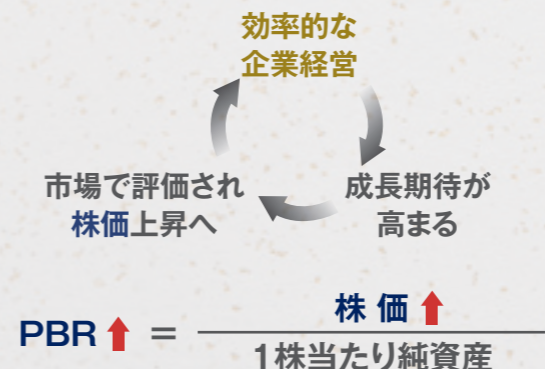 効率的な
企業経営
市場で評価され
株価上昇へ
成長期待が
高まる
PBR⬆ = 株価⬆
1株当たり純資産